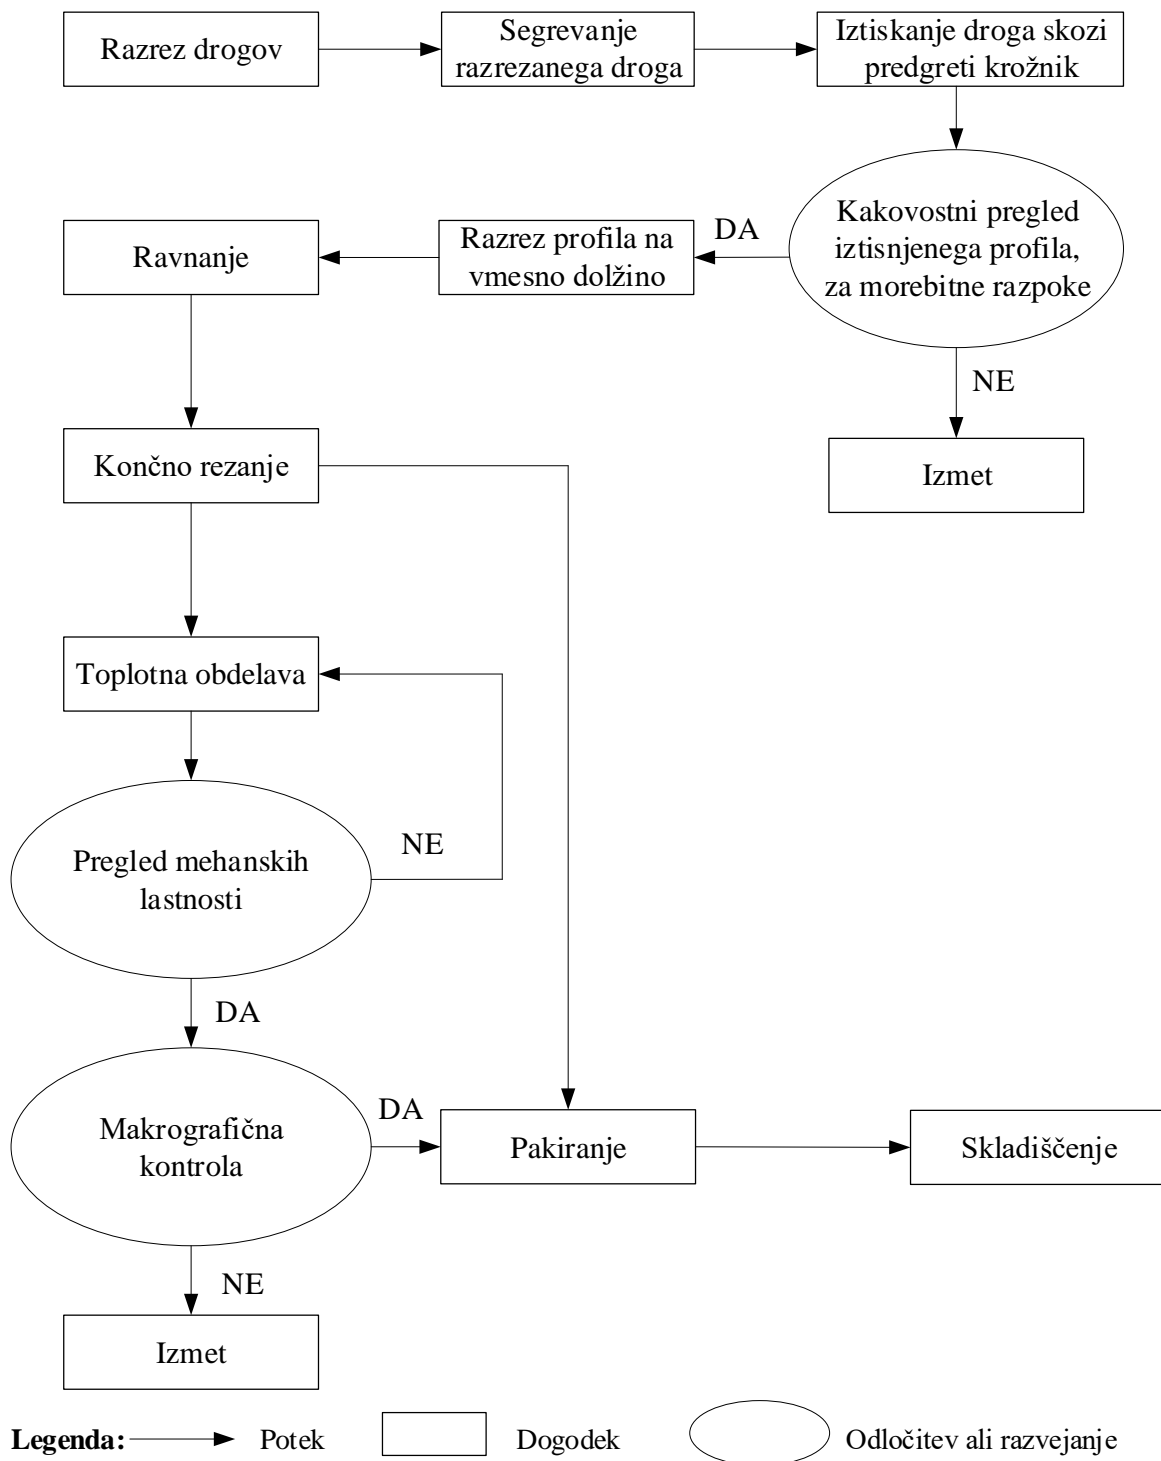 Razrez drogov
Segrevanje
razrezanega droga
Iztiskanje droga skozi
predgreti krožnik
Kakovostni pregled
iztisnjenega profila,
za morebitne razpoke
DA
Razrez profila na
vmesno dolžino
Ravnanje
NE
Izmet
Končno rezanje
Toplotna obdelava
Pregled mehanskih
lastnosti
NE
DA
Makrografična
kontrola
DA
Pakiranje
Skladiščenje
NE
Izmet
Legenda: Potek Dogodek Odločitev ali razvejanje